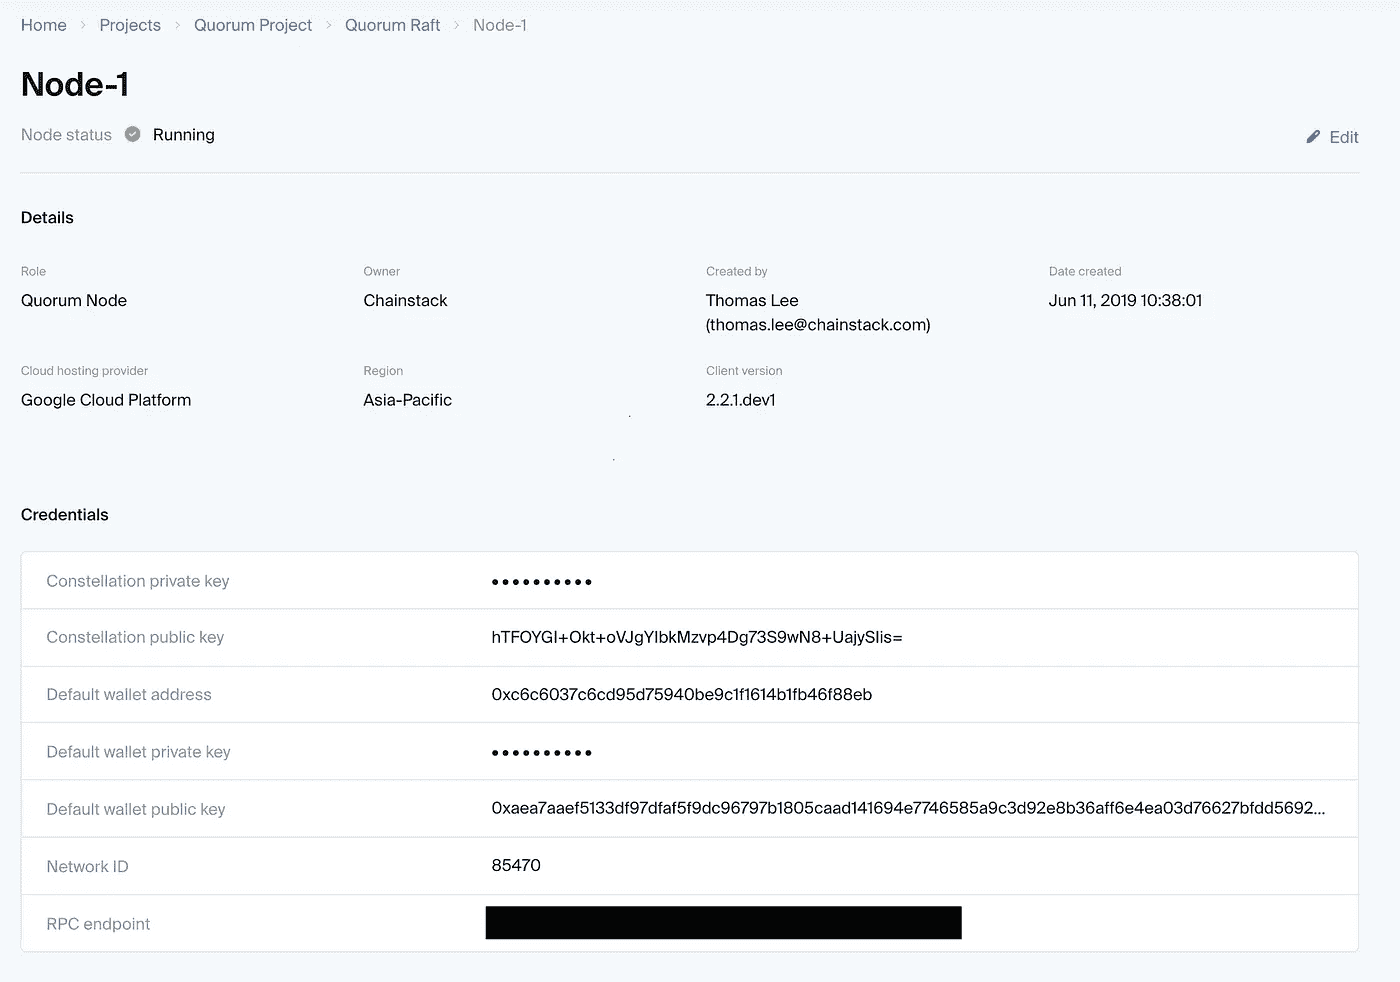 Home > Projects > Quorum Project > Quorum Raft > Node-1
Node-1
Node status Running
Edit
Details
Role Owner Created by Date created
Quorum Node Chainstack Thomas Lee Jun 11, 2019 10:38:01
(thomas.lee@chainstack.com)
Cloud hosting provider Region Client version
Google Cloud Platform Asia-Pacific 2.2.1.dev1
Credentials
Constellation private key ••••••••••
Constellation public key hTFOYGI+Okt+oVJgYIbkMzvp4Dg73S9wN8+UajySIis=
Default wallet address 0xc6c6037c6cd95d75940be9c1f1614b1fb46f88eb
Default wallet private key ••••••••••
Default wallet public key 0xaea7aaef5133df97dfaf5f9dc96797b1805caad141694e7746585a9c3d92e8b36aff6e4ea03d76627bfdd5692...
Network ID 85470
RPC endpoint